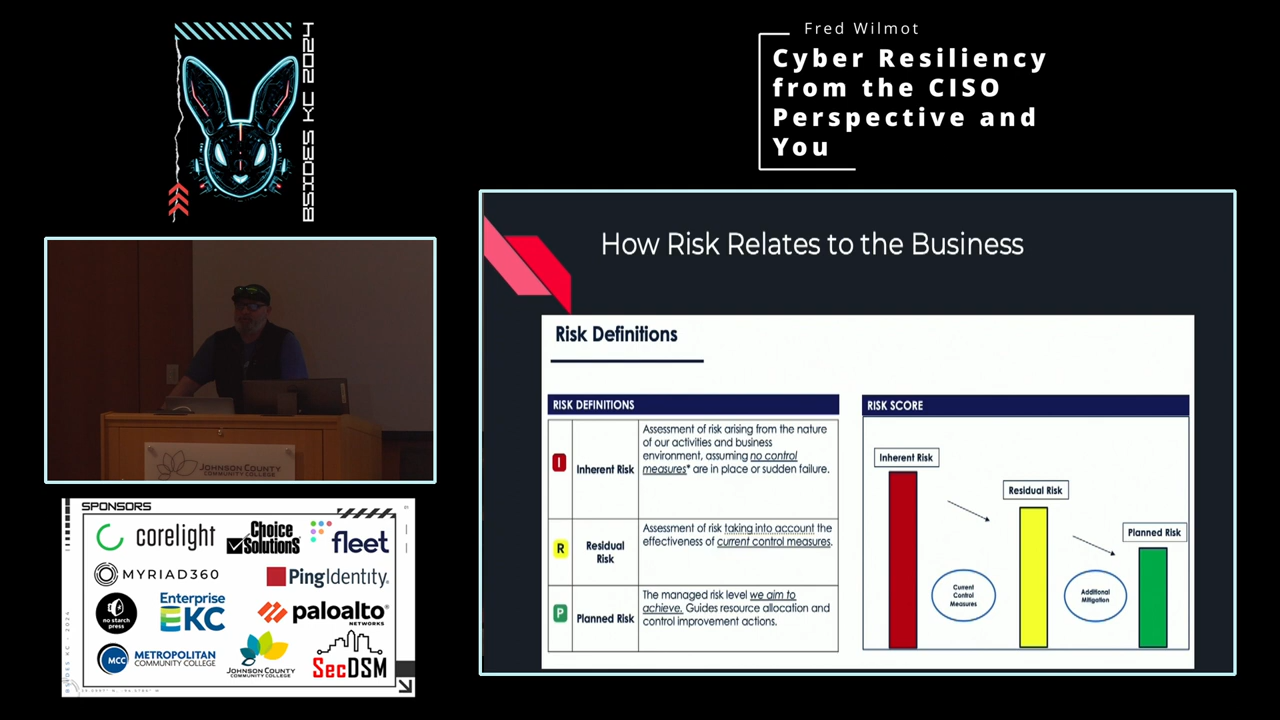 BSIDES KC 2024
Fred Wilmot
Cyber Resiliency
from the CISO
Perspective and
You
JOHNSON COUNTY
COMMUNITY COLLEGE
SPONSORS
corelight
Choice
Solutions
fleet
MYRIAD360
PingIdentity
no starch
press
Enterprise
KC
paloalto
NETWORKS
MCC
METROPOLITAN
COMMUNITY COLLEGE
JOHNSON COUNTY
COMMUNITY COLLEGE
SecDSM
BSIDES KC - 2024
How Risk Relates to the Business
Risk Definitions
RISK DEFINITIONS
I
Inherent Risk
Assessment of risk arising from the nature
of our activities and business
environment, assuming no control
measures* are in place or sudden failure.
R
Residual
Risk
Assessment of risk taking into account the
effectiveness of current control measures.
P
Planned Risk
The managed risk level we aim to
achieve. Guides resource allocation and
control improvement actions.
RISK SCORE
Inherent Risk
Residual Risk
Planned Risk
Current
Control
Measures
Additional
Mitigation